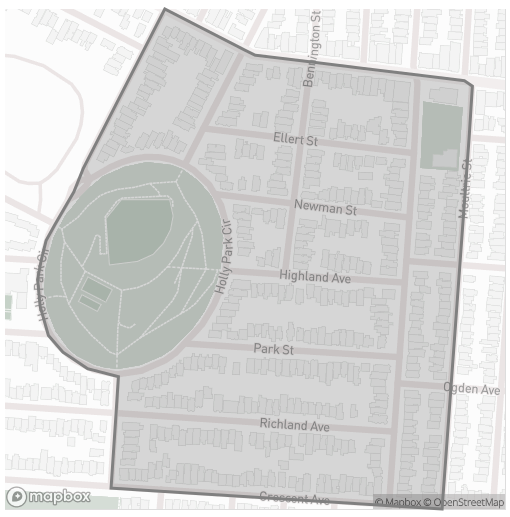 Bennington St
Ellert St
Moultrie St
Newman St
Holly Park Cir
Holly Park Cir
Highland Ave
Park St
Ogden Ave
Richland Ave
Crescent Ave
mapbox
© Mapbox © OpenStreetMap